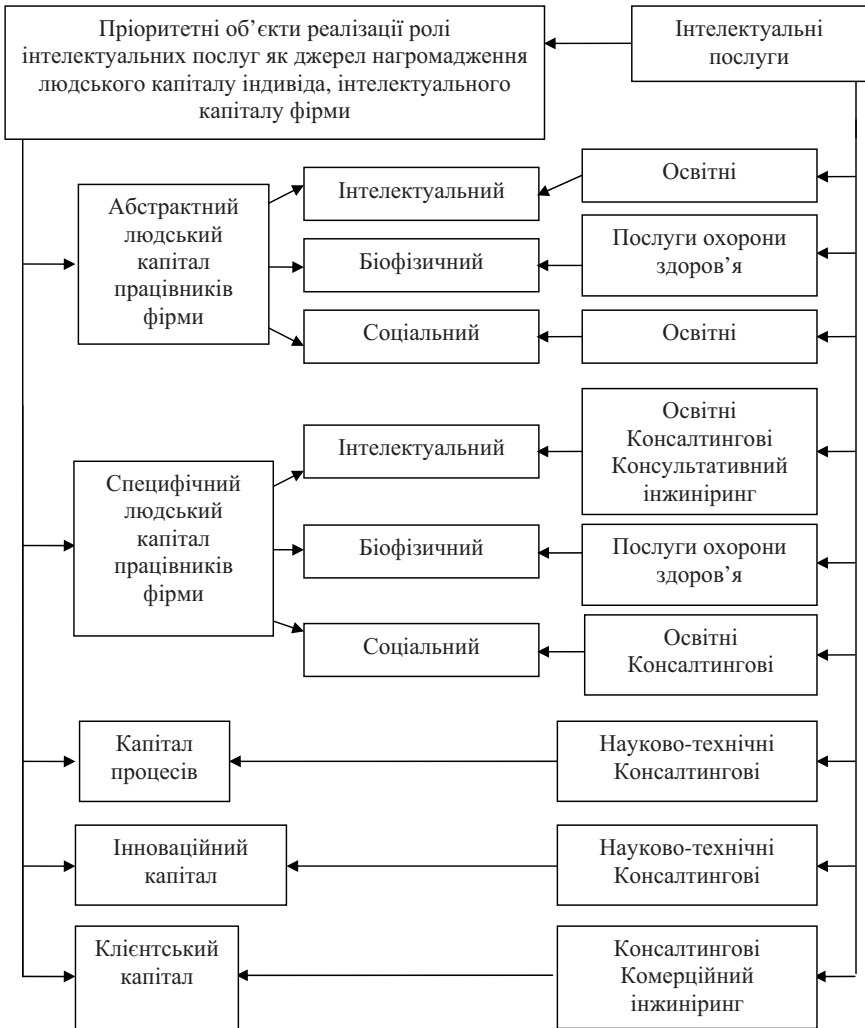 Пріоритетні об’єкти реалізації ролі
інтелектуальних послуг як джерел нагромадження
людського капіталу індивіда, інтелектуального
капіталу фірми
Інтелектуальні
послуги
Абстрактний
людський
капітал
працівників
фірми
Інтелектуальний
Освітні
Біофізичний
Послуги охорони
здоров’я
Соціальний
Освітні
Специфічний
людський
капітал
працівників
фірми
Інтелектуальний
Освітні
Консалтингові
Консультативний
інжиніринг
Біофізичний
Послуги охорони
здоров’я
Соціальний
Освітні
Консалтингові
Капітал
процесів
Науково-технічні
Консалтингові
Інноваційний
капітал
Науково-технічні
Консалтингові
Клієнтський
капітал
Консалтингові
Комерційний
інжиніринг